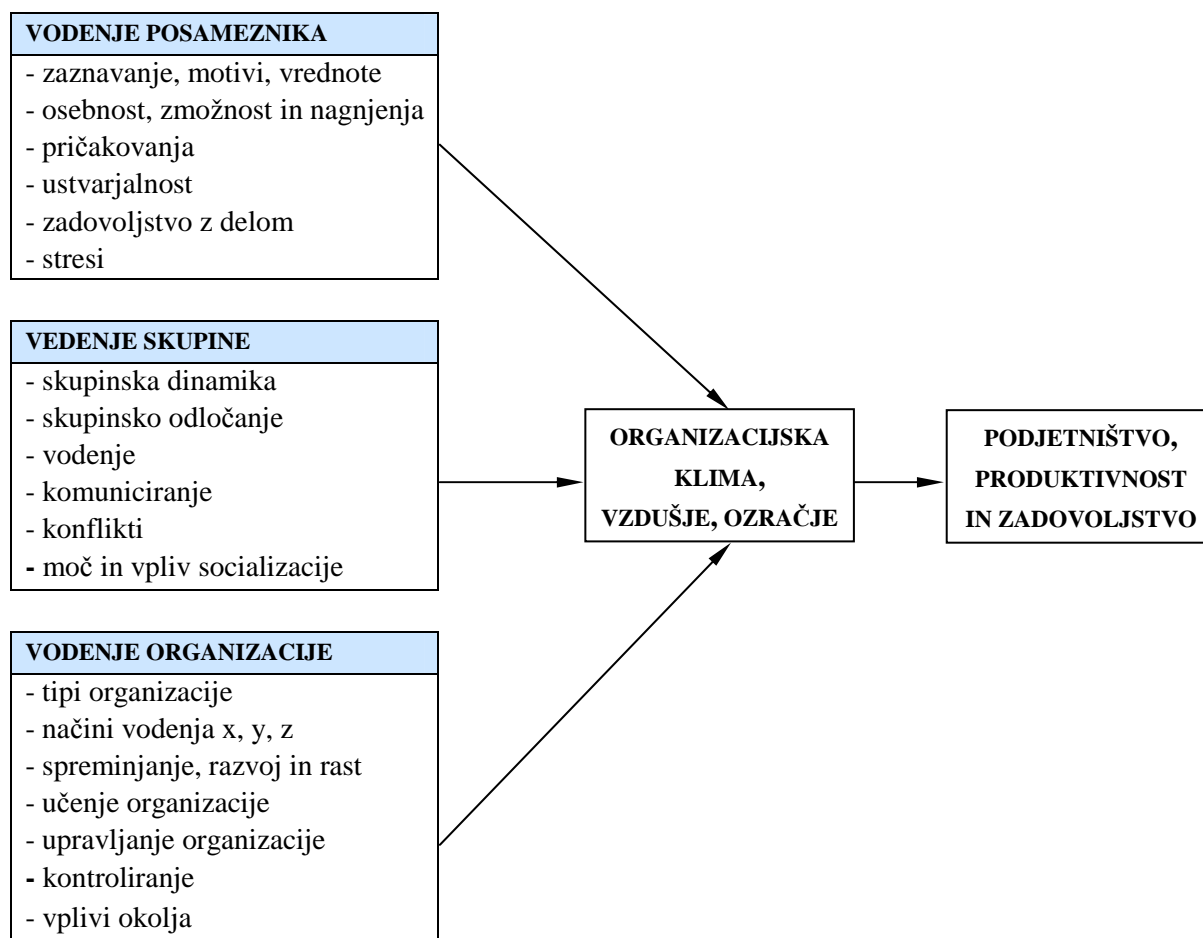 VODENJE POSAMEZNIKA
- zaznavanje, motivi, vrednote
- osebnost, zmožnost in nagnjenja
- pričakovanja
- ustvarjalnost
- zadovoljstvo z delom
- stresi
VEDENJE SKUPINE
- skupinska dinamika
- skupinsko odločanje
- vodenje
- komuniciranje
- konflikti
- moč in vpliv socializacije
VODENJE ORGANIZACIJE
- tipi organizacije
- načini vodenja x, y, z
- spreminjanje, razvoj in rast
- učenje organizacije
- upravljanje organizacije
- kontroliranje
- vplivi okolja
ORGANIZACIJSKA
KLIMA,
VZDUŠJE, OZRAČJE
PODJETNIŠTVO,
PRODUKTIVNOST
IN ZADOVOLJSTVO